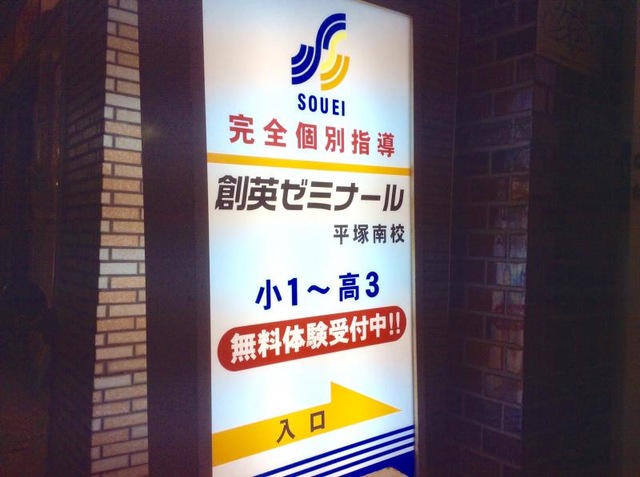 SOUEI
完全個別指導
創英ゼミナール
平塚南校
小1～高3
無料体験受付中!!
入口